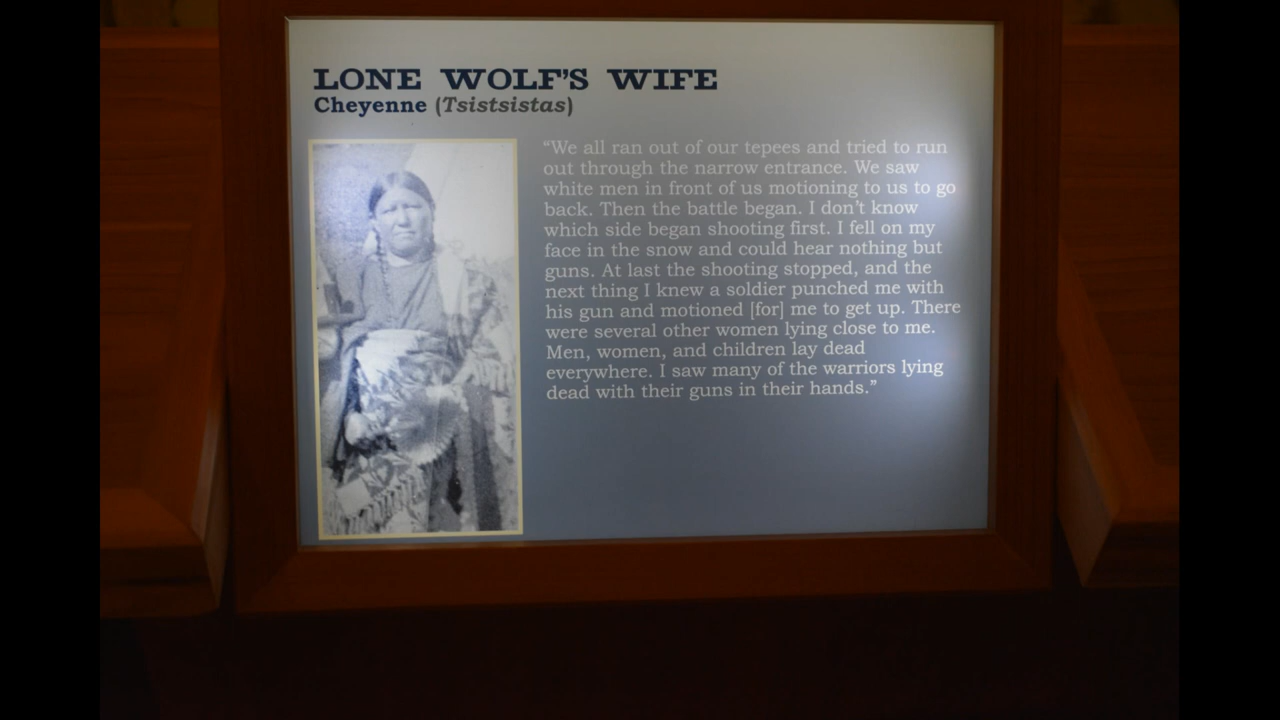 LONE WOLF'S WIFE
Cheyenne (Tsistsistas)
“We all ran out of our tepees and tried to run
out through the narrow entrance. We saw
white men in front of us motioning to us to go
back. Then the battle began. I don’t know
which side began shooting first. I fell on my
face in the snow and could hear nothing but
guns. At last the shooting stopped, and the
next thing I knew a soldier punched me with
his gun and motioned [for] me to get up. There
were several other women lying close to me.
Men, women, and children lay dead
everywhere. I saw many of the warriors lying
dead with their guns in their hands.”